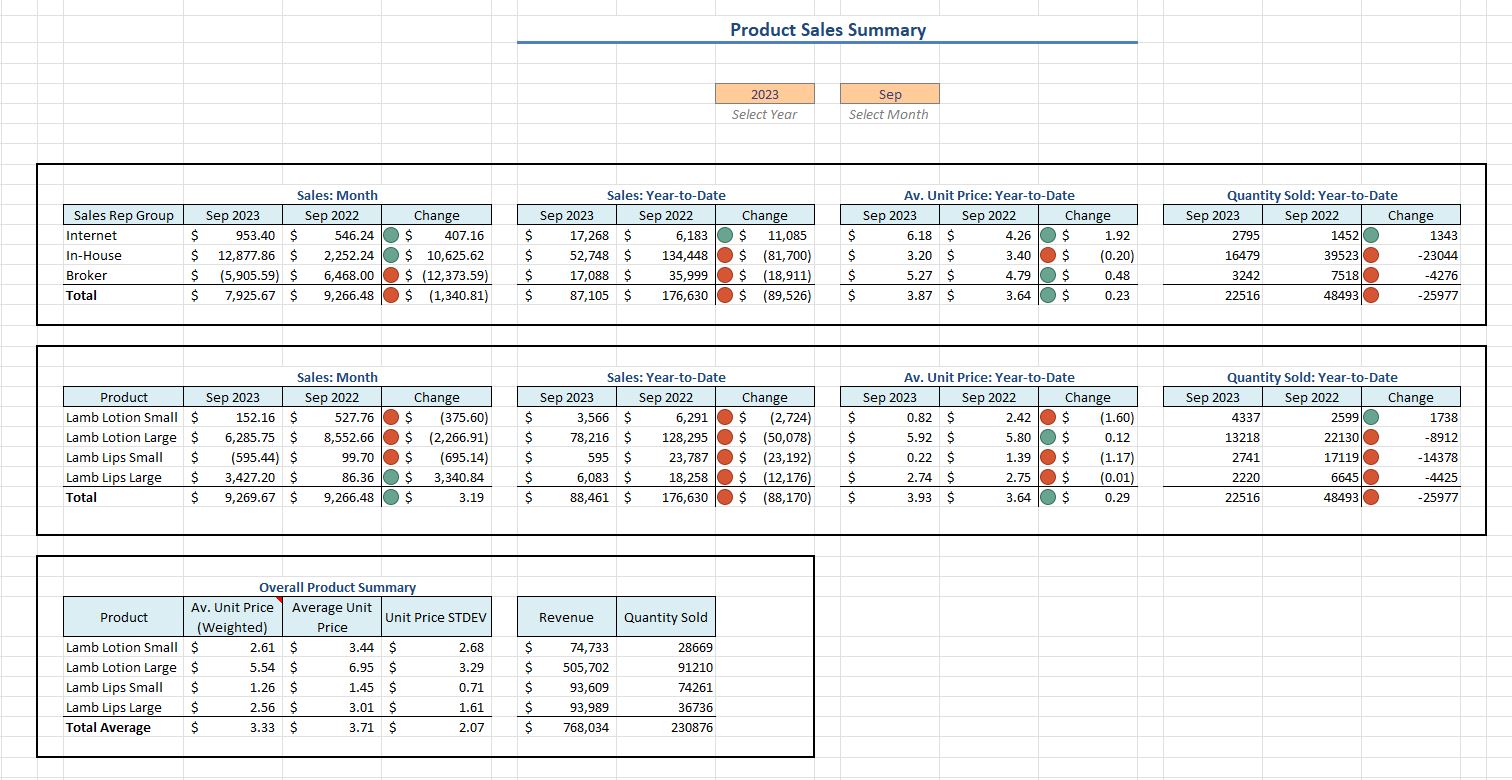 Product Sales Summary
2023 Sep
Select Year Select Month
Sales: Month Sales: Year-to-Date Av. Unit Price: Year-to-Date Quantity Sold: Year-to-Date
Sales Rep Group Sep 2023 Sep 2022 Change Sep 2023 Sep 2022 Change Sep 2023 Sep 2022 Change Sep 2023 Sep 2022 Change
Internet $ 953.40 $ 546.24 $ 407.16 $ 17,268 $ 6,183 $ 11,085 $ 6.18 $ 4.26 $ 1.92 2795 1452 1343
In-House $ 12,877.86 $ 2,252.24 $ 10,625.62 $ 52,748 $ 134,448 $ (81,700) $ 3.20 $ 3.40 $ (0.20) 16479 39523 -23044
Broker $ (5,905.59) $ 6,468.00 $ (12,373.59) $ 17,088 $ 35,999 $ (18,911) $ 5.27 $ 4.79 $ 0.48 3242 7518 -4276
Total $ 7,925.67 $ 9,266.48 $ (1,340.81) $ 87,105 $ 176,630 $ (89,526) $ 3.87 $ 3.64 $ 0.23 22516 48493 -25977
Sales: Month Sales: Year-to-Date Av. Unit Price: Year-to-Date Quantity Sold: Year-to-Date
Product Sep 2023 Sep 2022 Change Sep 2023 Sep 2022 Change Sep 2023 Sep 2022 Change Sep 2023 Sep 2022 Change
Lamb Lotion Small $ 152.16 $ 527.76 $ (375.60) $ 3,566 $ 6,291 $ (2,724) $ 0.82 $ 2.42 $ (1.60) 4337 2599 1738
Lamb Lotion Large $ 6,285.75 $ 8,552.66 $ (2,266.91) $ 78,216 $ 128,295 $ (50,078) $ 5.92 $ 5.80 $ 0.12 13218 22130 -8912
Lamb Lips Small $ (595.44) $ 99.70 $ (695.14) $ 595 $ 23,787 $ (23,192) $ 0.22 $ 1.39 $ (1.17) 2741 17119 -14378
Lamb Lips Large $ 3,427.20 $ 86.36 $ 3,340.84 $ 6,083 $ 18,258 $ (12,176) $ 2.74 $ 2.75 $ (0.01) 2220 6645 -4425
Total $ 9,269.67 $ 9,266.48 $ 3.19 $ 88,461 $ 176,630 $ (88,170) $ 3.93 $ 3.64 $ 0.29 22516 48493 -25977
Overall Product Summary
Product Av. Unit Price (Weighted) Average Unit Price Unit Price STDEV Revenue Quantity Sold
Lamb Lotion Small $ 2.61 $ 3.44 $ 2.68 $ 74,733 28669
Lamb Lotion Large $ 5.54 $ 6.95 $ 3.29 $ 505,702 91210
Lamb Lips Small $ 1.26 $ 1.45 $ 0.71 $ 93,609 74261
Lamb Lips Large $ 2.56 $ 3.01 $ 1.61 $ 93,989 36736
Total Average $ 3.33 $ 3.71 $ 2.07 $ 768,034 230876